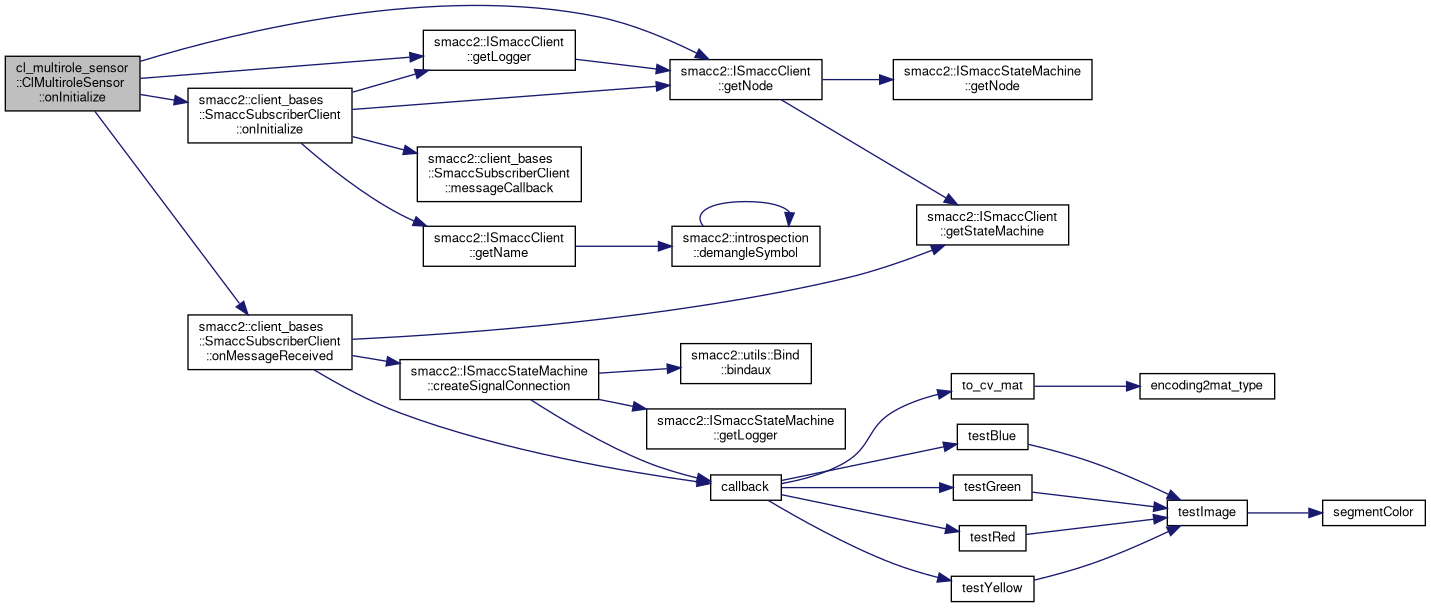 cl_multirole_sensor
::ClMultiroleSensor
::onInitialize
smacc2::client_bases
::SmaccSubscriberClient
::onInitialize
smacc2::ISmaccClient
::getLogger
smacc2::ISmaccClient
::getNode
smacc2::ISmaccStateMachine
::getNode
smacc2::client_bases
::SmaccSubscriberClient
::messageCallback
smacc2::ISmaccClient
::getName
smacc2::introspection
::demangleSymbol
smacc2::ISmaccClient
::getStateMachine
smacc2::client_bases
::SmaccSubscriberClient
::onMessageReceived
smacc2::ISmaccStateMachine
::createSignalConnection
smacc2::utils::Bind
::bindaux
smacc2::ISmaccStateMachine
::getLogger
callback
to_cv_mat
encoding2mat_type
testBlue
testGreen
testRed
testYellow
testImage
segmentColor